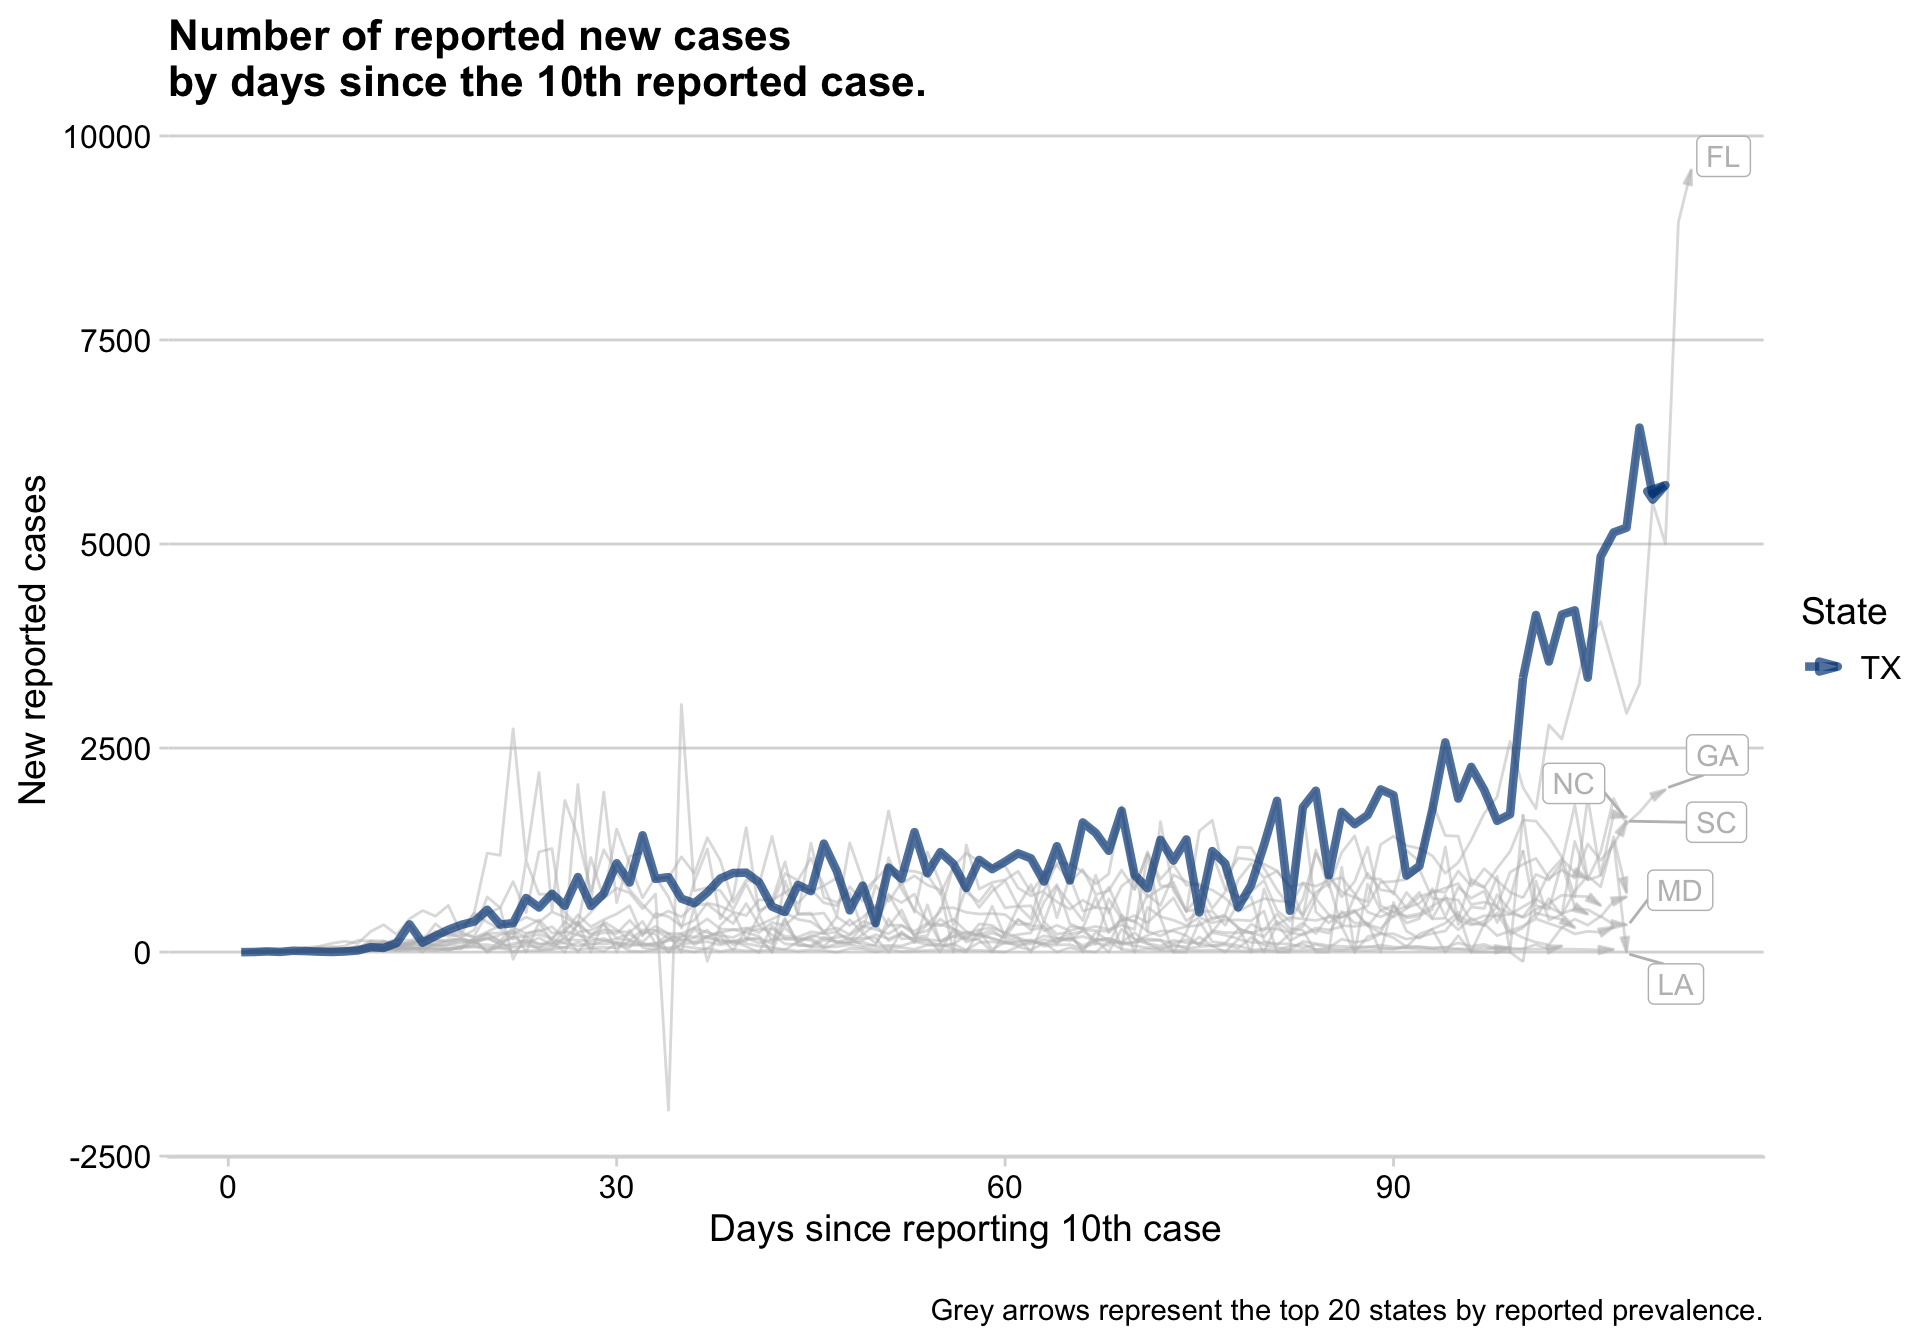 Number of reported new cases
by days since the 10th reported case.
10000
7500
5000
2500
0
-2500
New reported cases
FL
GA
NC
SC
MD
LA
State
TX
0 30 60 90
Days since reporting 10th case
Grey arrows represent the top 20 states by reported prevalence.